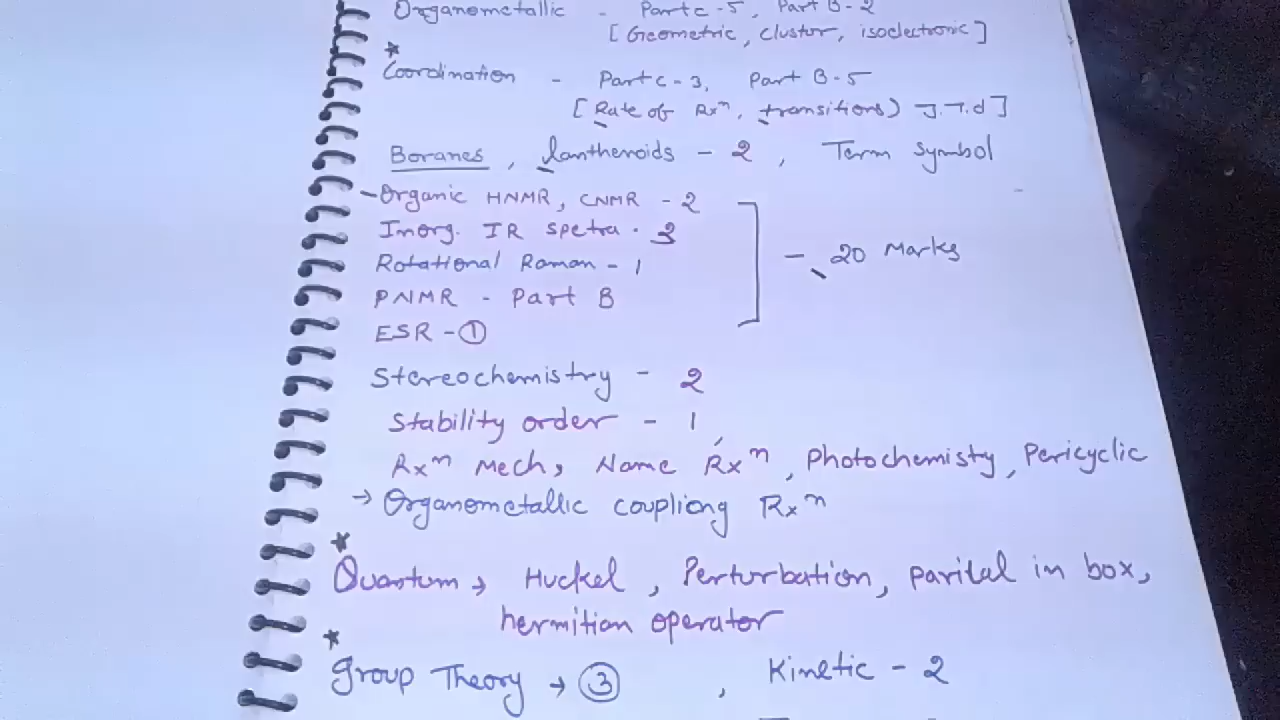 Organometallic - Part c - 5, Part B - 2
[Geometric, clustor, isoelectronic]
* Coordination - Part c - 3, Part B - 5
[Rate of Rxⁿ, transitions) J.T.d]
Boranes, lanthenoids - 2, Term symbol
- Organic HNMR, CNMR - 2
Inorg. IR spetra - 3
Rotational Raman - 1
PNMR - Part B
ESR - ①
- 20 Marks
Stereochemistry - 2
Stability order - 1
Rxⁿ Mech, Name Rxⁿ, Photochemisty, Pericyclic
→ Organometallic coupliong Rxⁿ
* Quantum → Huckel, Perturbation, parital in box,
hermition operator
* Group Theory → ③, Kinetic - 2